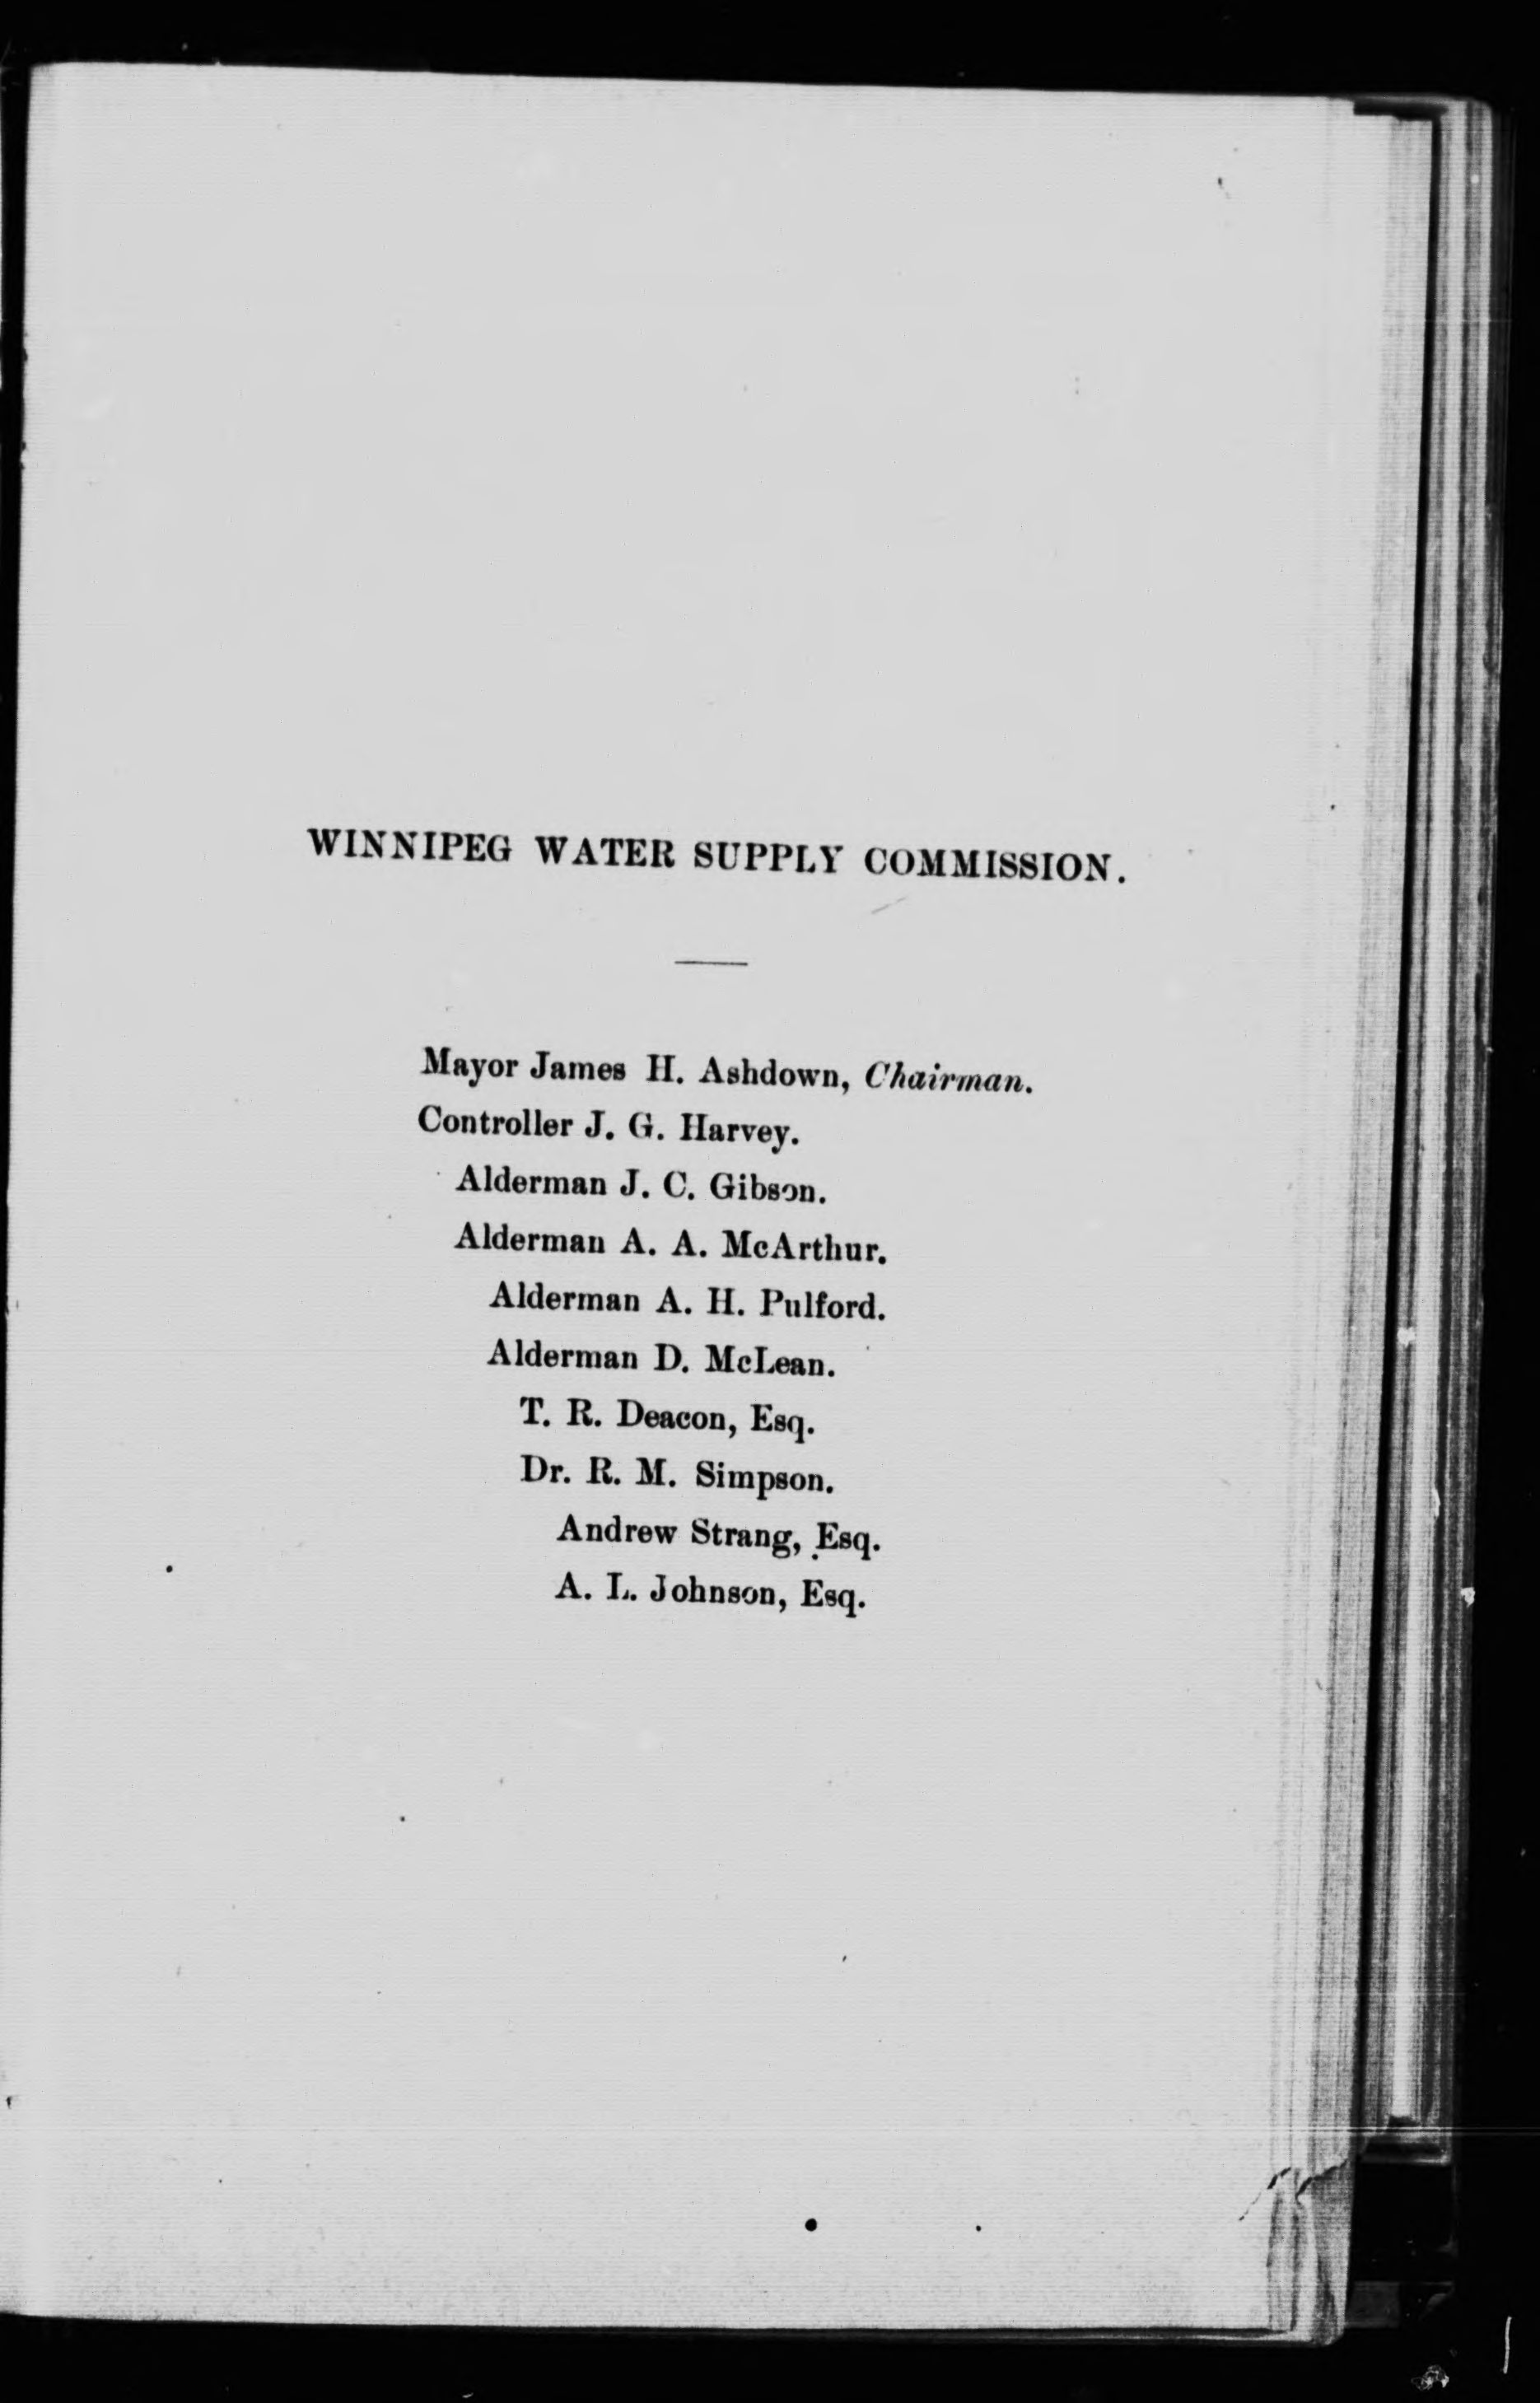 WINNIPEG WATER SUPPLY COMMISSION.
Mayor James H. Ashdown, Chairman.
Controller J. G. Harvey.
Alderman J. C. Gibson.
Alderman A. A. McArthur.
Alderman A. H. Pulford.
Alderman D. McLean.
T. R. Deacon, Esq.
Dr. R. M. Simpson.
Andrew Strang, Esq.
A. L. Johnson, Esq.